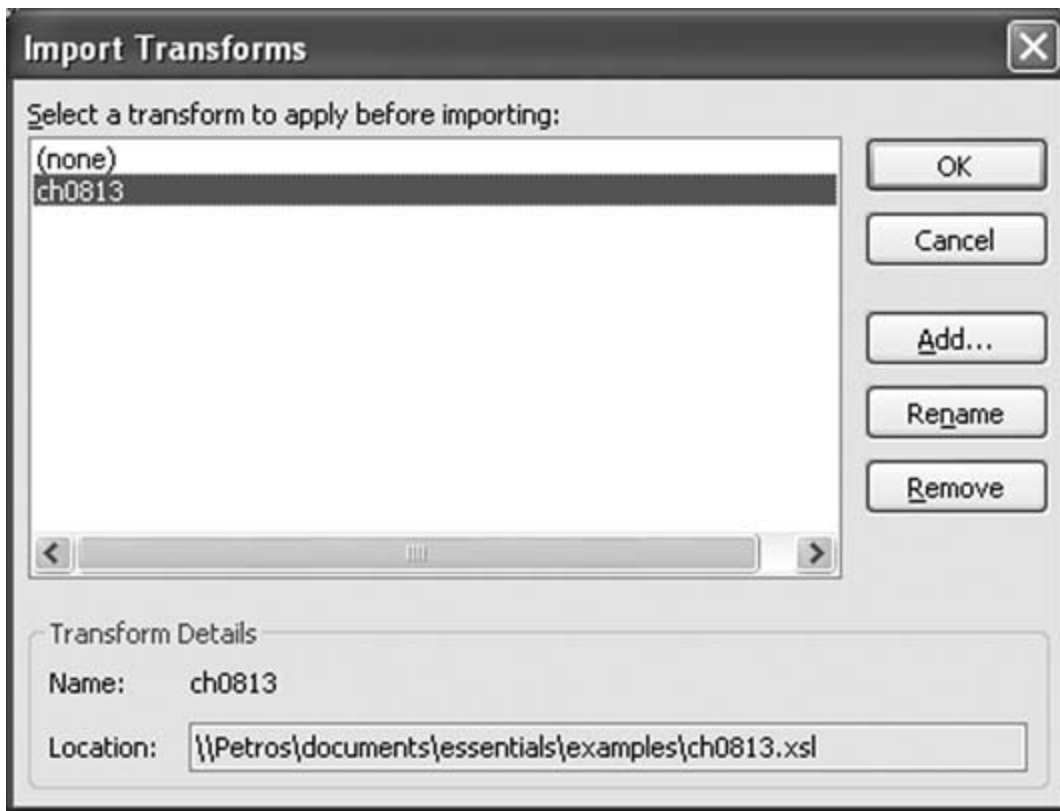 Import Transforms
Select a transform to apply before importing:
(none)
ch0813
OK
Cancel
Add...
Rename
Remove
Transform Details
Name: ch0813
Location: \\Petros\documents\essentials\examples\ch0813.xsl